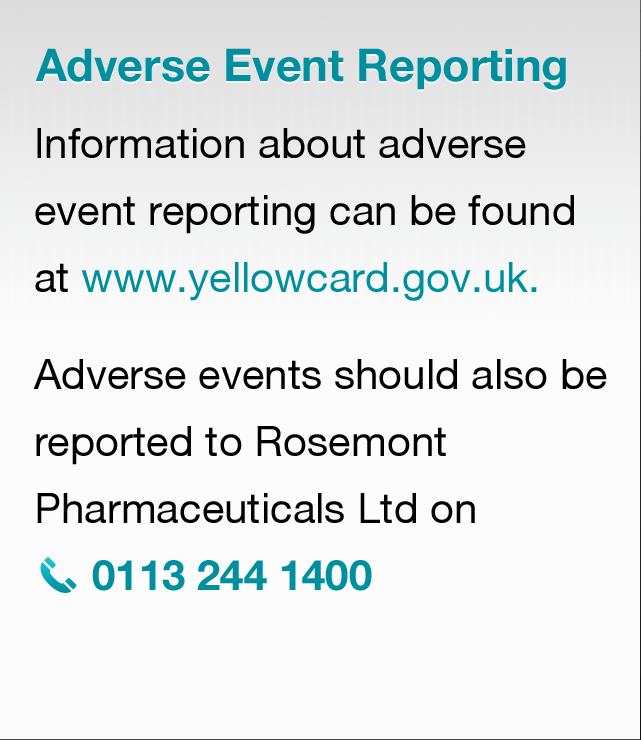 Adverse Event Reporting
Information about adverse
event reporting can be found
at www.yellowcard.gov.uk.
Adverse events should also be
reported to Rosemont
Pharmaceuticals Ltd on
0113 244 1400